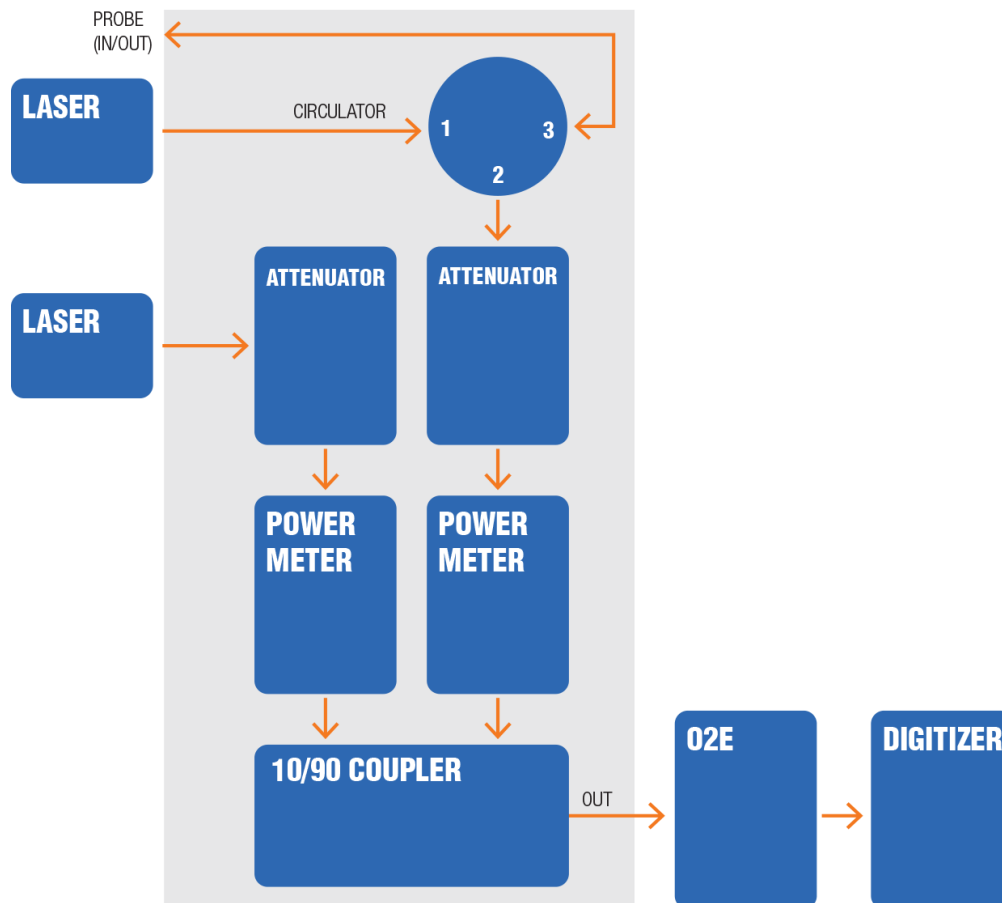 PROBE
(IN/OUT)
LASER
CIRCULATOR
1
3
2
ATTENUATOR
ATTENUATOR
LASER
POWER
METER
POWER
METER
10/90 COUPLER
OUT
O2E
DIGITIZER